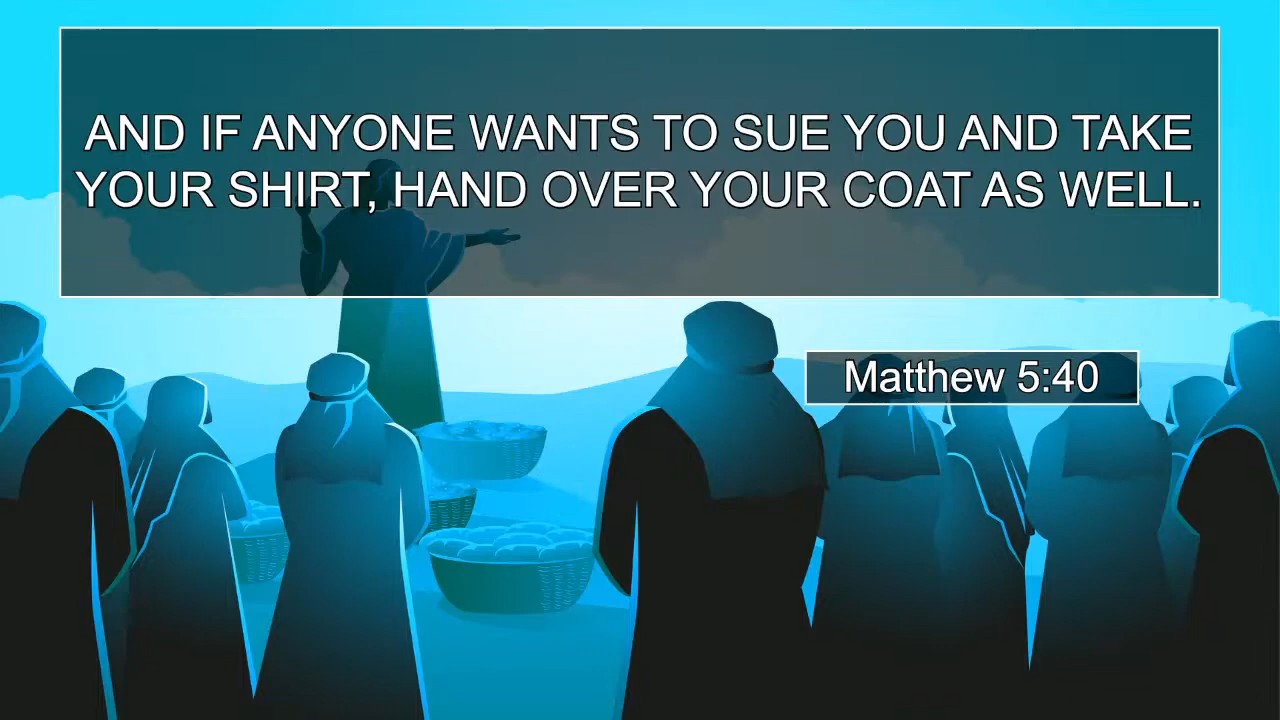 AND IF ANYONE WANTS TO SUE YOU AND TAKE
YOUR SHIRT, HAND OVER YOUR COAT AS WELL.
Matthew 5:40